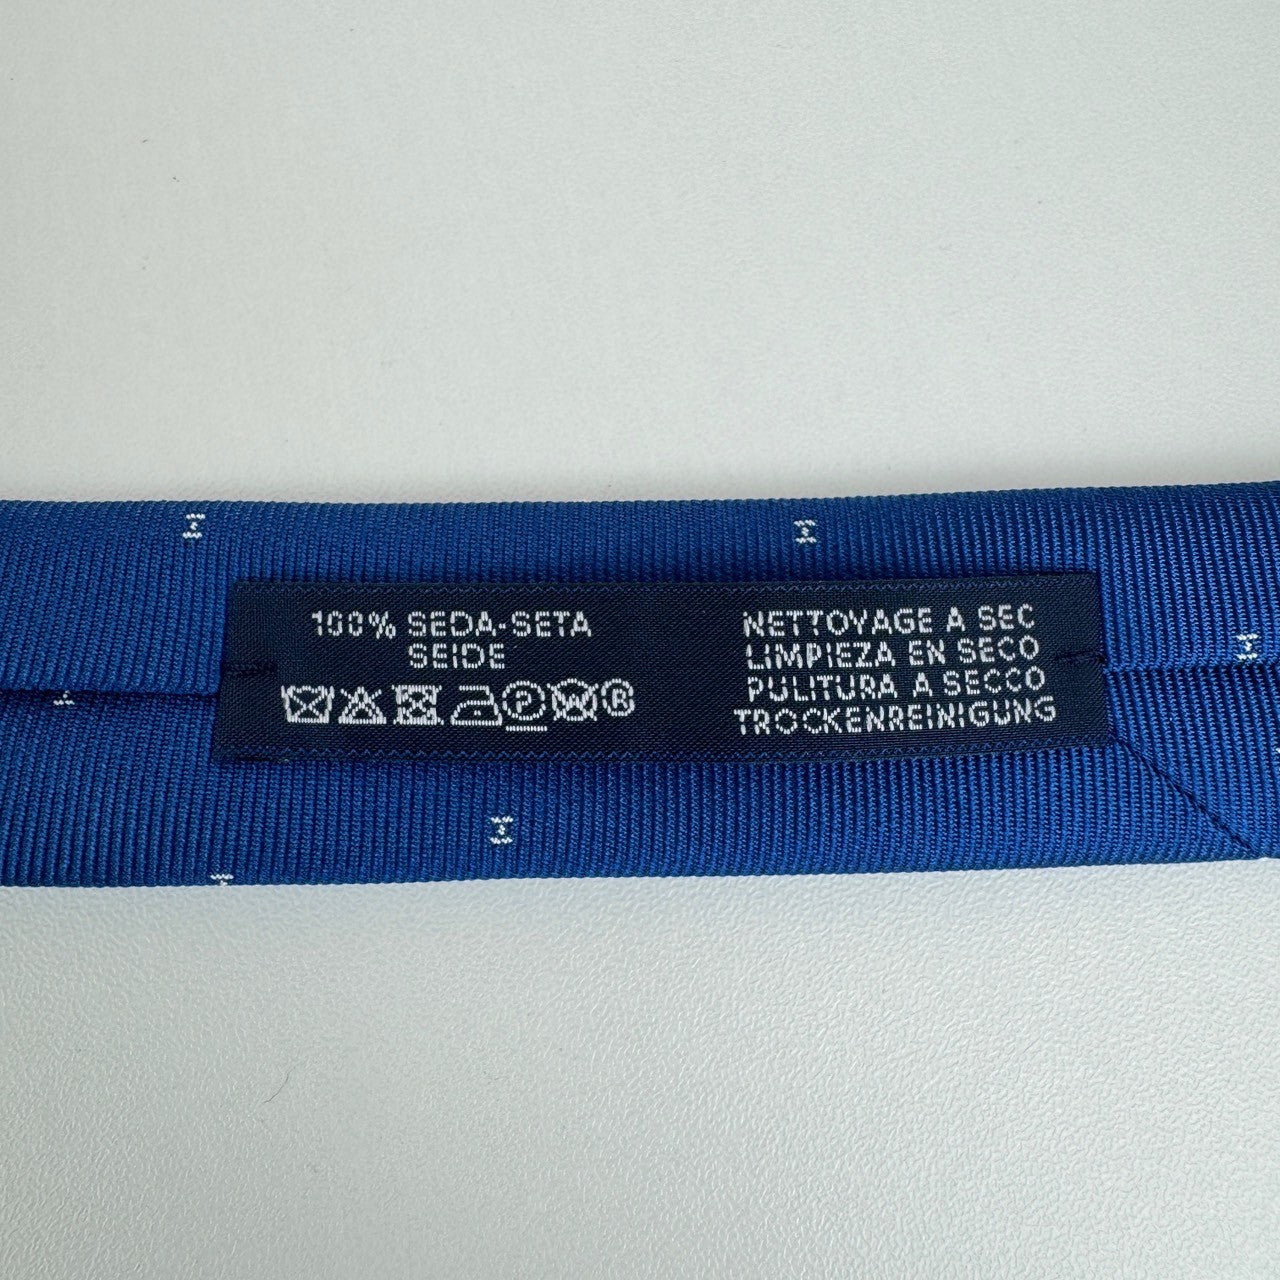 100% SEDA-SETA
SEIDE
P W R
NETTOYAGE A SEC
LIMPIEZA EN SECO
PULITURA A SECCO
TROCKENREINIGUNG